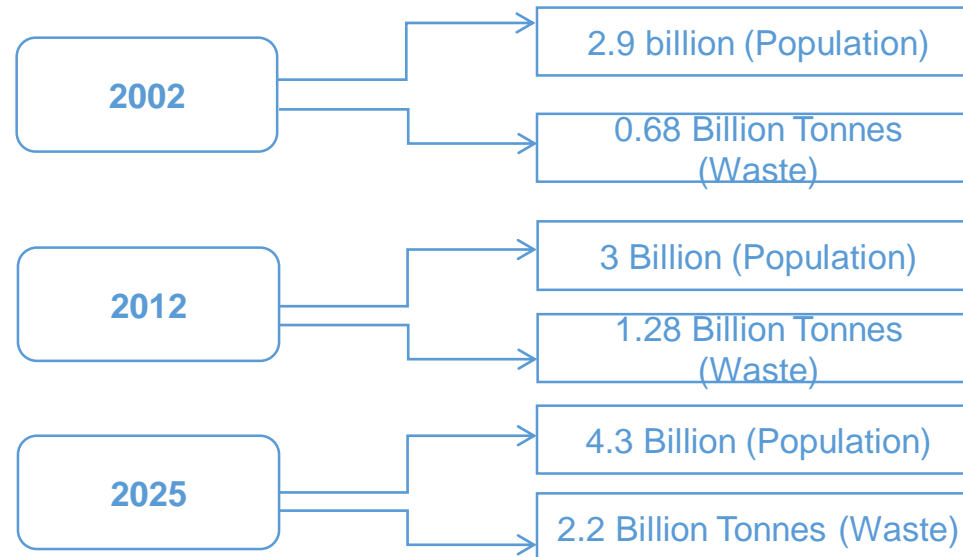 2002
2.9 billion (Population)
0.68 Billion Tonnes
(Waste)
2012
3 Billion (Population)
1.28 Billion Tonnes
(Waste)
2025
4.3 Billion (Population)
2.2 Billion Tonnes (Waste)